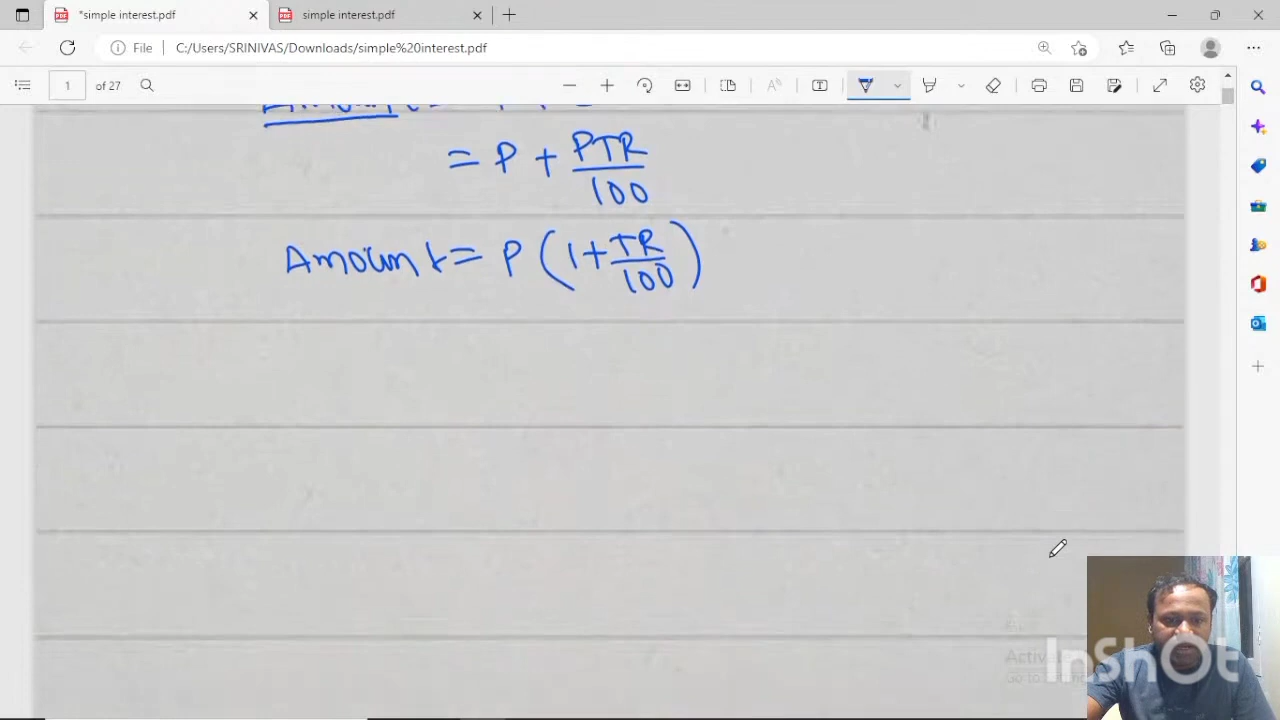 *simple interest.pdf
simple interest.pdf
File
C:/Users/SRINIVAS/Downloads/simple%20interest.pdf
1 of 27
= P + PTR/100
Amount = P (1 + TR/100)
InShOt